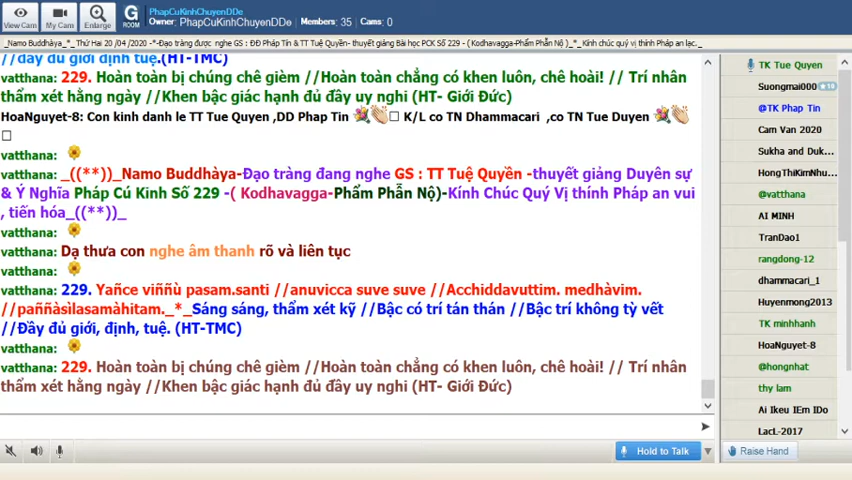 View Cam
My Cam
Enlarge
G
ROOM
PhapCuKinhChuyenDDe
Owner: PhapCuKinhChuyenDDe Members: 35 Cams: 0
_Namo Buddhàya_*_ Thứ Hai 20 /04 /2020 -*-Đạo tràng được nghe GS : ĐĐ Pháp Tín & TT Tuệ Quyền- thuyết giảng Bài học PCK Số 229 - ( Kodhavagga-Phẩm Phẫn Nộ )_*_ Kính chúc quý vị thính Pháp an lạc._
//đầy đủ giới định tuệ.(HT-TMC)
vatthana: 229. Hoàn toàn bị chúng chê gièm //Hoàn toàn chẳng có khen luôn, chê hoài! // Trí nhân
thẩm xét hằng ngày //Khen bậc giác hạnh đủ đầy uy nghi (HT- Giới Đức)
HoaNguyet-8: Con kinh danh le TT Tue Quyen ,DD Phap Tin K/L co TN Dhammacari ,co TN Tue Duyen
vatthana:
vatthana: _((**))_Namo Buddhàya-Đạo tràng đang nghe GS : TT Tuệ Quyền -thuyết giảng Duyên sự
& Ý Nghĩa Pháp Cú Kinh Số 229 -( Kodhavagga-Phẩm Phẫn Nộ)-Kính Chúc Quý Vị thính Pháp an vui
, tiến hóa_((**))_
vatthana:
vatthana: Dạ thưa con nghe âm thanh rõ và liên tục
vatthana:
vatthana: 229. Yañce viññù pasam.santi //anuvicca suve suve //Acchiddavuttim. medhàvim.
//paññàsìlasamàhitam._*_Sáng sáng, thẩm xét kỹ //Bậc có trí tán thán //Bậc trí không tỳ vết
//Đầy đủ giới, định, tuệ. (HT-TMC)
vatthana:
vatthana: 229. Hoàn toàn bị chúng chê gièm //Hoàn toàn chẳng có khen luôn, chê hoài! // Trí nhân
thẩm xét hằng ngày //Khen bậc giác hạnh đủ đầy uy nghi (HT- Giới Đức)
Hold to Talk
TK Tue Quyen
Suongmai000 10
@TK Phap Tin
Cam Van 2020
Sukha and Duk...
HongThiKimNhu...
@vatthana
AI MINH
TranDao1
rangdong-12
dhammacari_1
Huyenmong2013
TK minhhanh
HoaNguyet-8
@hongnhat
thy lam
Ai Ikeu IEm IDo
LacL-2017
Raise Hand